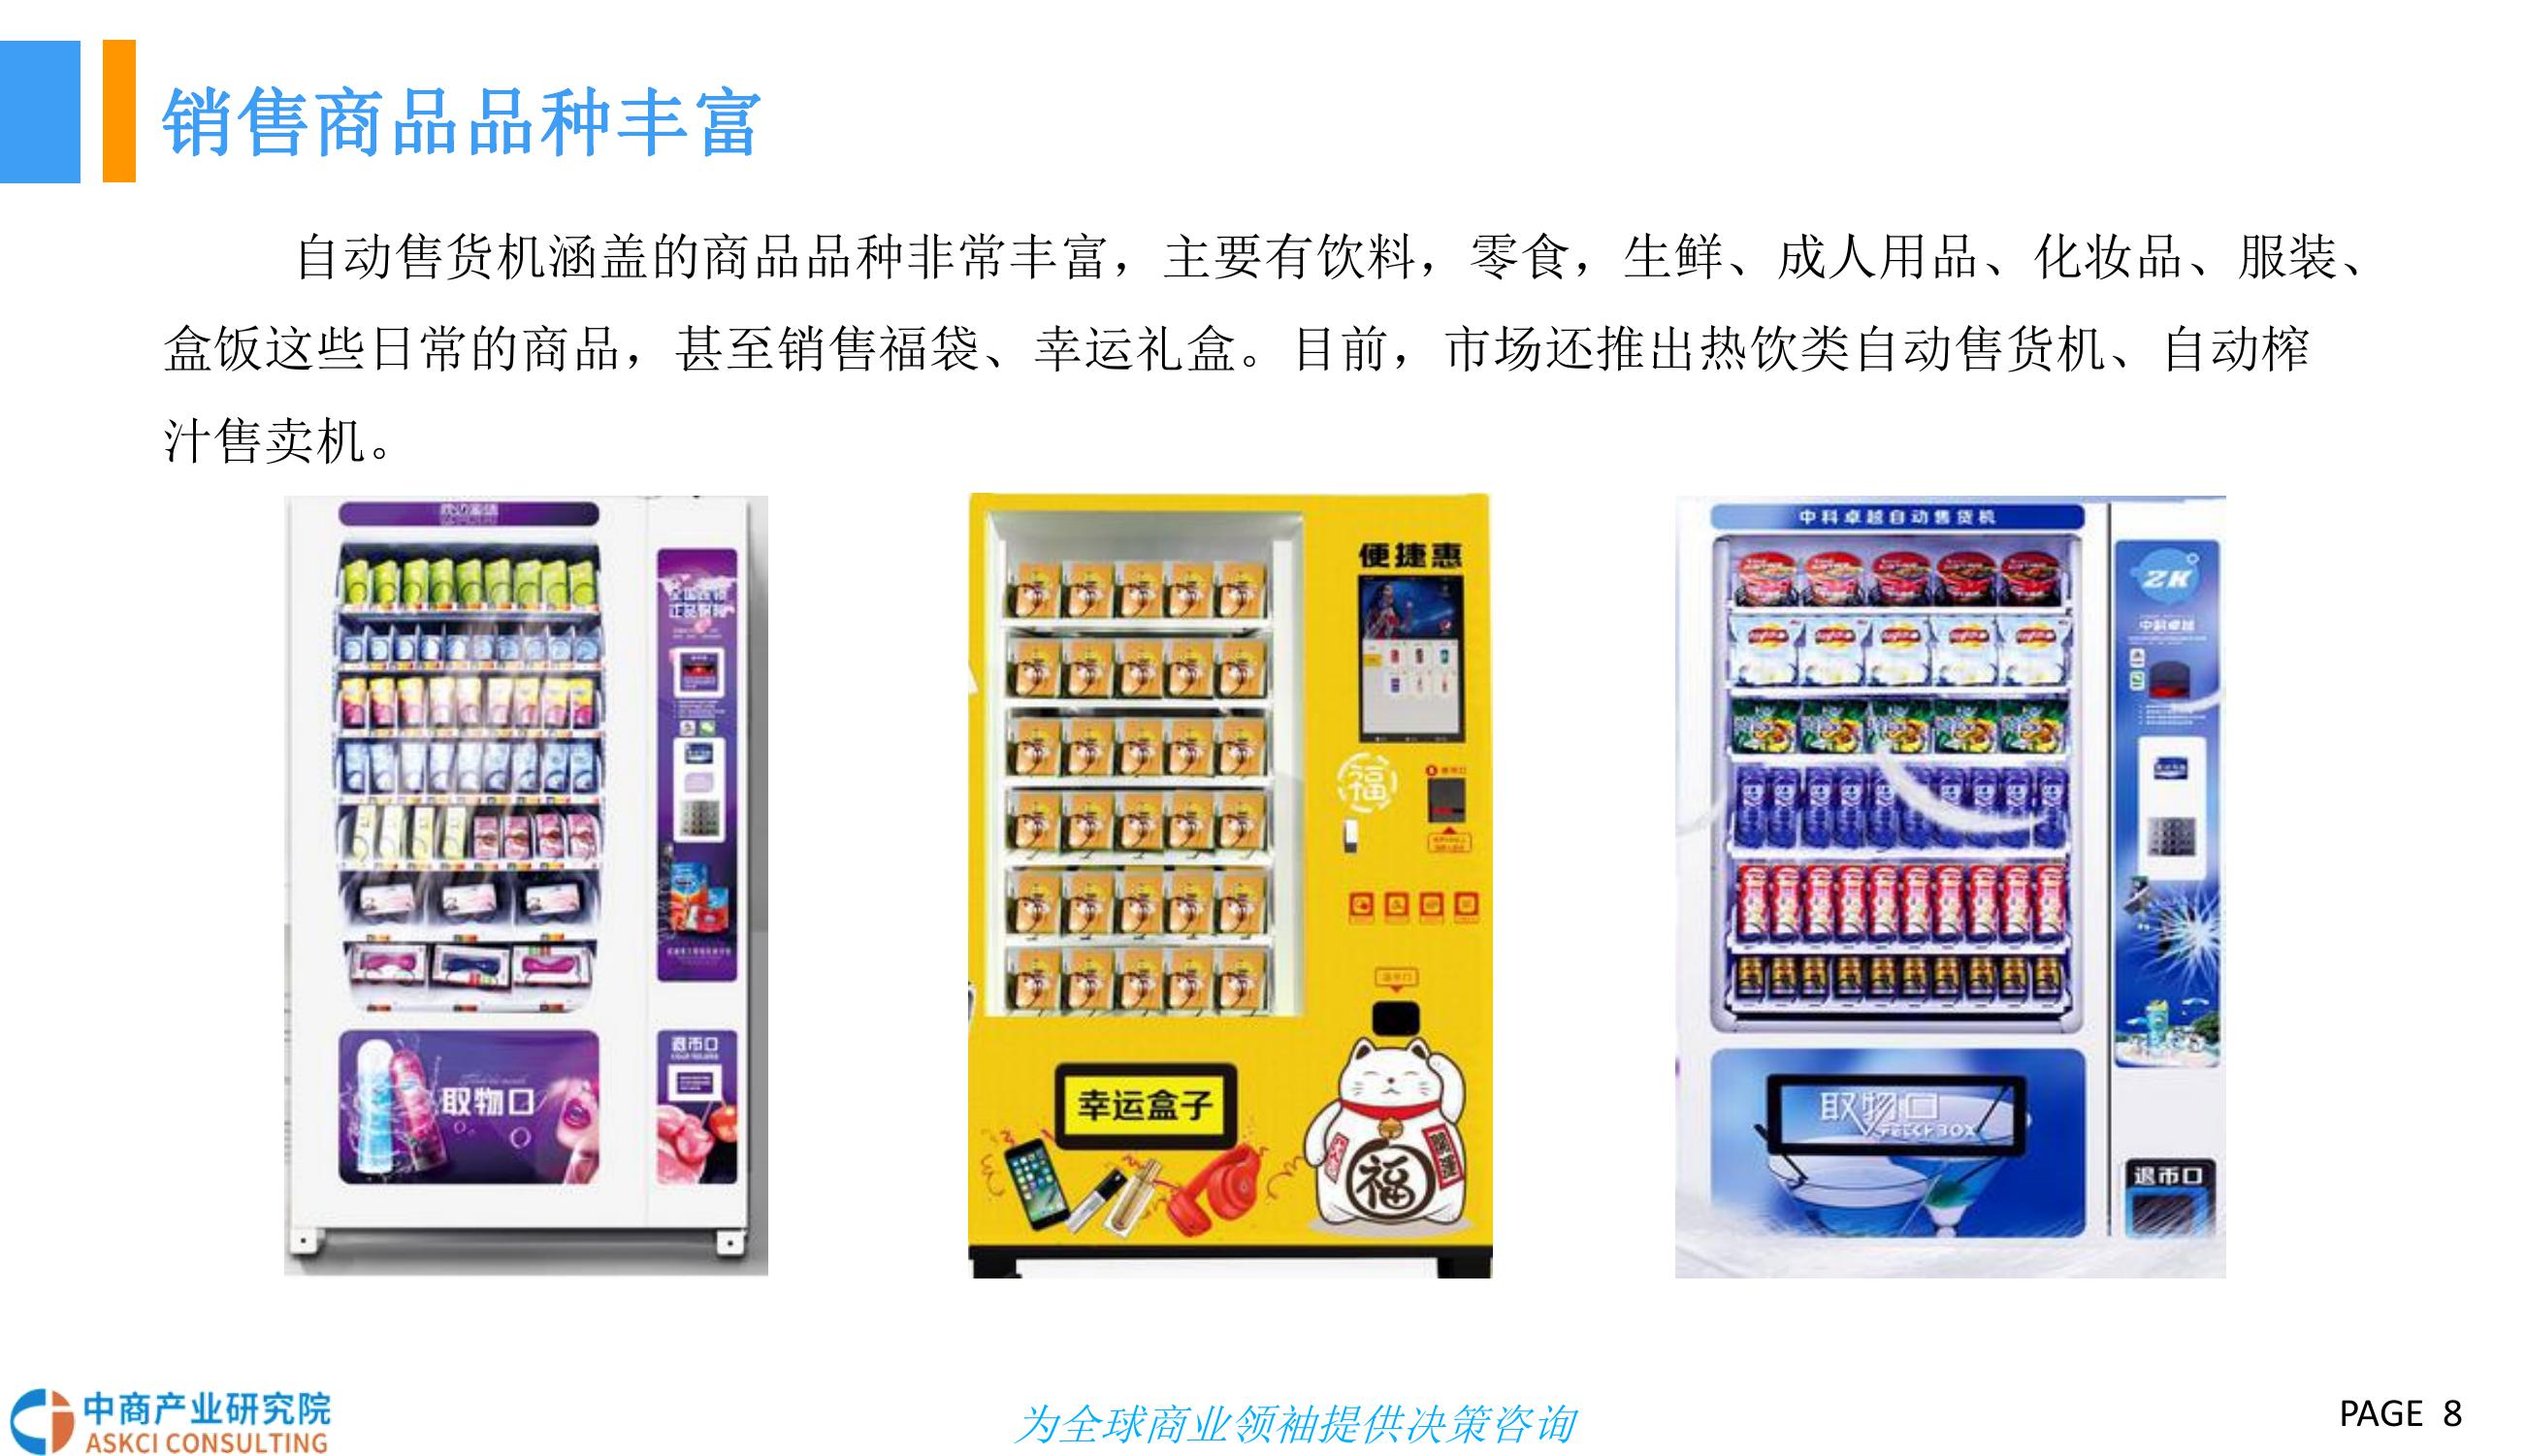 销售商品品种丰富
自动售货机涵盖的商品品种非常丰富，主要有饮料，零食，生鲜、成人用品、化妆品、服装、
盒饭这些日常的商品，甚至销售福袋、幸运礼盒。目前，市场还推出热饮类自动售货机、自动榨
汁售卖机。
取物口
退币口
便捷惠
福
幸运盒子
福
開運
中科卓越自动售货机
ZK
中科卓越
取物口
退币口
中商产业研究院
ASKCI CONSULTING
为全球商业领袖提供决策咨询
PAGE 8